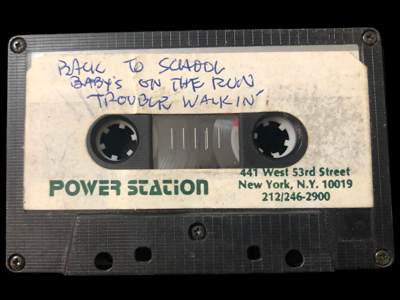 BACK TO SCHOOL
BABY'S ON THE RUN
TROUBLE WALKIN'
POWER STATION
441 West 53rd Street
New York, N.Y. 10019
212/246-2900